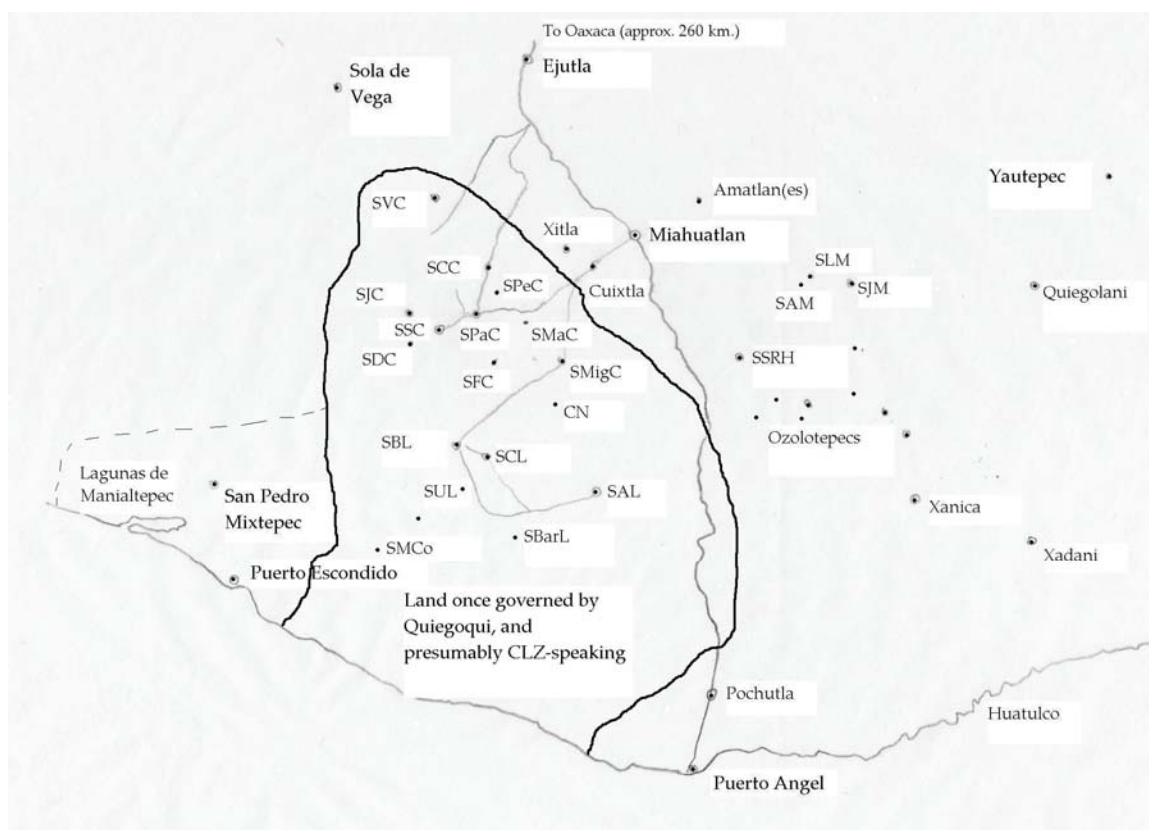 To Oaxaca (approx. 260 km.)
Ejutla
Sola de
Vega
Yautepec
Amatlan(es)
SVC
Xitla
Miahuatlan
SCC
SLM
SPeC
Cuixtla
SJC
SAM
SJM
Quiegolani
SSC
SPaC
SMaC
SDC
SSRH
SFC
SMigC
CN
Ozolotepecs
SBL
SCL
Lagunas de
Manialtepec
San Pedro
Mixtepec
SUL
SAL
Xanica
SMCo
SBarL
Xadani
Puerto Escondido
Land once governed by
Quiegoqui, and
presumably CLZ-speaking
Pochutla
Huatulco
Puerto Angel